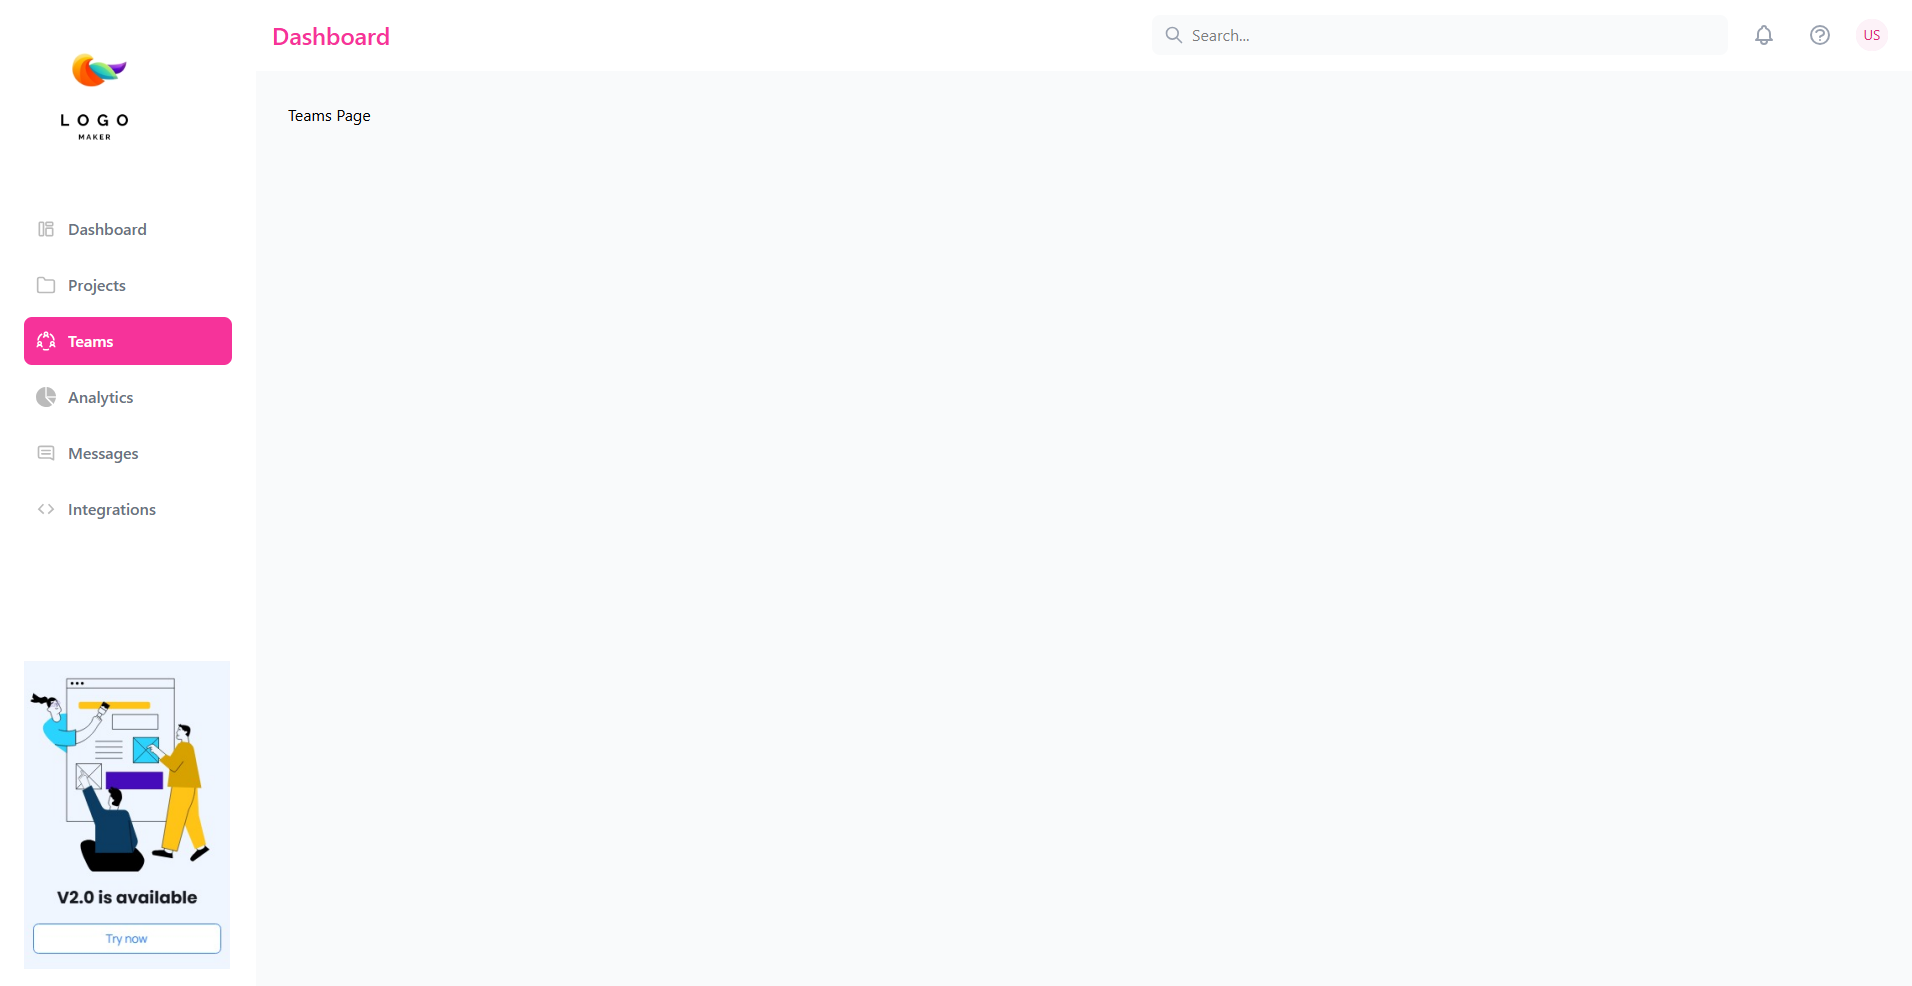 LOGO
MAKER
Dashboard
Search...
US
Teams Page
Dashboard
Projects
Teams
Analytics
Messages
Integrations
V2.0 is available
Try now